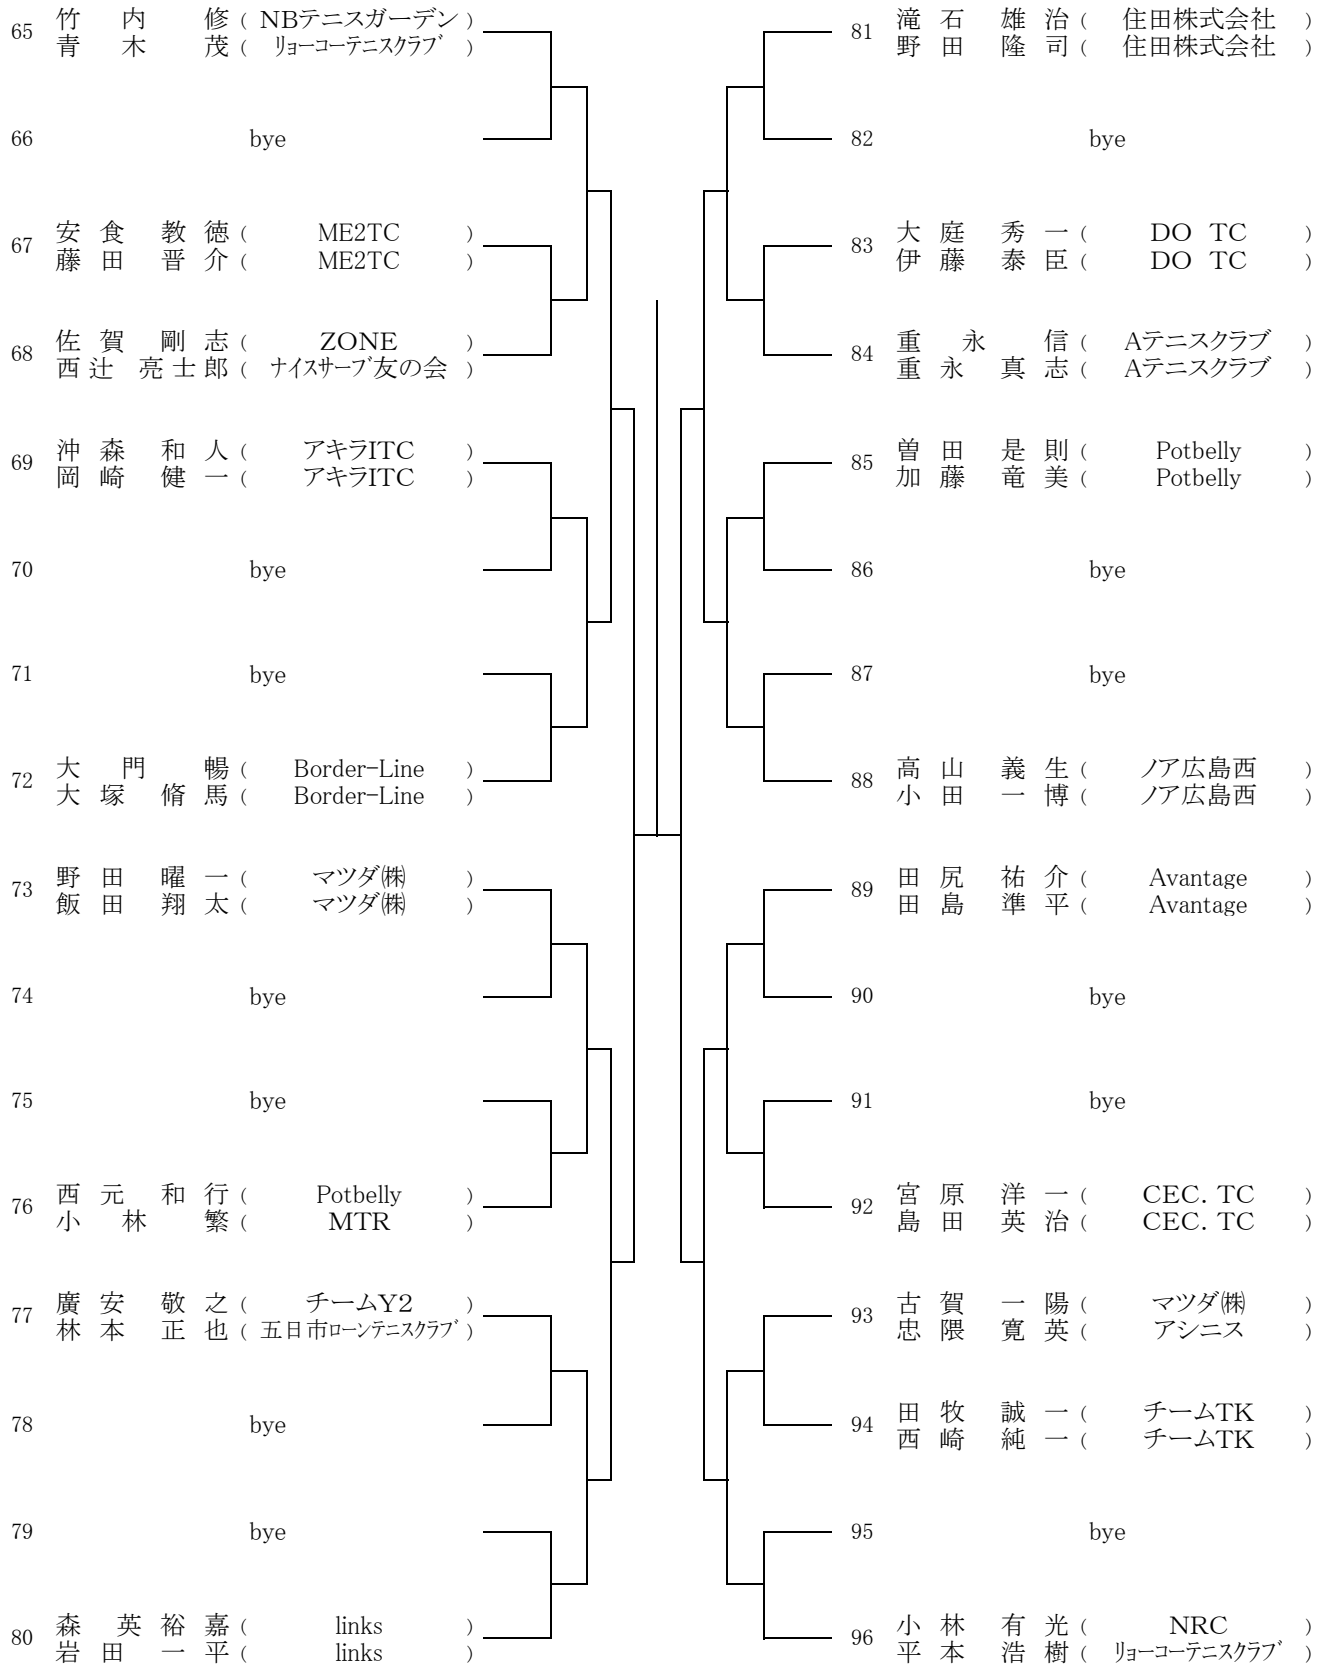 65 竹内 修 ( NBテニスガーデン )
青木 茂 ( リョーコーテニスクラブ )
66 bye
67 安食 教徳 ( ME2TC )
藤田 晋介 ( ME2TC )
68 佐賀 剛志 ( ZONE )
西辻 亮士郎 ( ナイスサーブ友の会 )
69 沖森 和人 ( アキラITC )
岡崎 健一 ( アキラITC )
70 bye
71 bye
72 大門 暢 ( Border-Line )
大塚 脩馬 ( Border-Line )
73 野田 曜一 ( マツダ㈱ )
飯田 翔太 ( マツダ㈱ )
74 bye
75 bye
76 西元 和行 ( Potbelly )
小林 繁 ( MTR )
77 廣安 敬之 ( チームY2 )
林本 正也 ( 五日市ローンテニスクラブ )
78 bye
79 bye
80 森 英裕嘉 ( links )
岩田 一平 ( links )
81 滝石 雄治 ( 住田株式会社 )
野田 隆司 ( 住田株式会社 )
82 bye
83 大庭 秀一 ( DO TC )
伊藤 泰臣 ( DO TC )
84 重永 信 ( Aテニスクラブ )
重永 真志 ( Aテニスクラブ )
85 曽田 是則 ( Potbelly )
加藤 竜美 ( Potbelly )
86 bye
87 bye
88 高山 義生 ( ノア広島西 )
小田 一博 ( ノア広島西 )
89 田尻 祐介 ( Avantage )
田島 準平 ( Avantage )
90 bye
91 bye
92 宮原 洋一 ( CEC. TC )
島田 英治 ( CEC. TC )
93 古賀 一陽 ( マツダ㈱ )
忠隈 寛英 ( アシニス )
94 田牧 誠一 ( チームTK )
西崎 純一 ( チームTK )
95 bye
96 小林 有光 ( NRC )
平本 浩樹 ( リョーコーテニスクラブ )